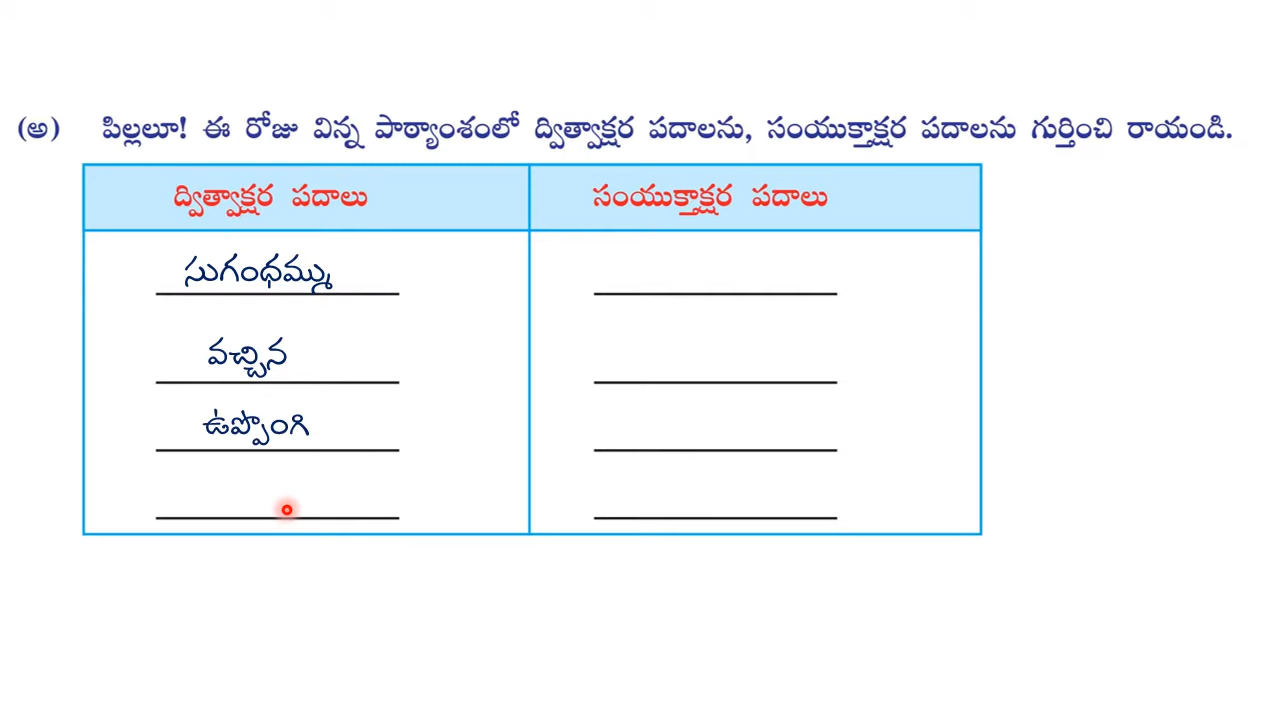 (అ) పిల్లలూ! ఈ రోజు విన్న పాఠ్యాంశంలో ద్విత్వాక్షర పదాలను, సంయుక్తాక్షర పదాలను గుర్తించి రాయండి.
ద్విత్వాక్షర పదాలు సంయుక్తాక్షర పదాలు
సుగంధమ్ము
వచ్చిన
ఉప్పొంగి